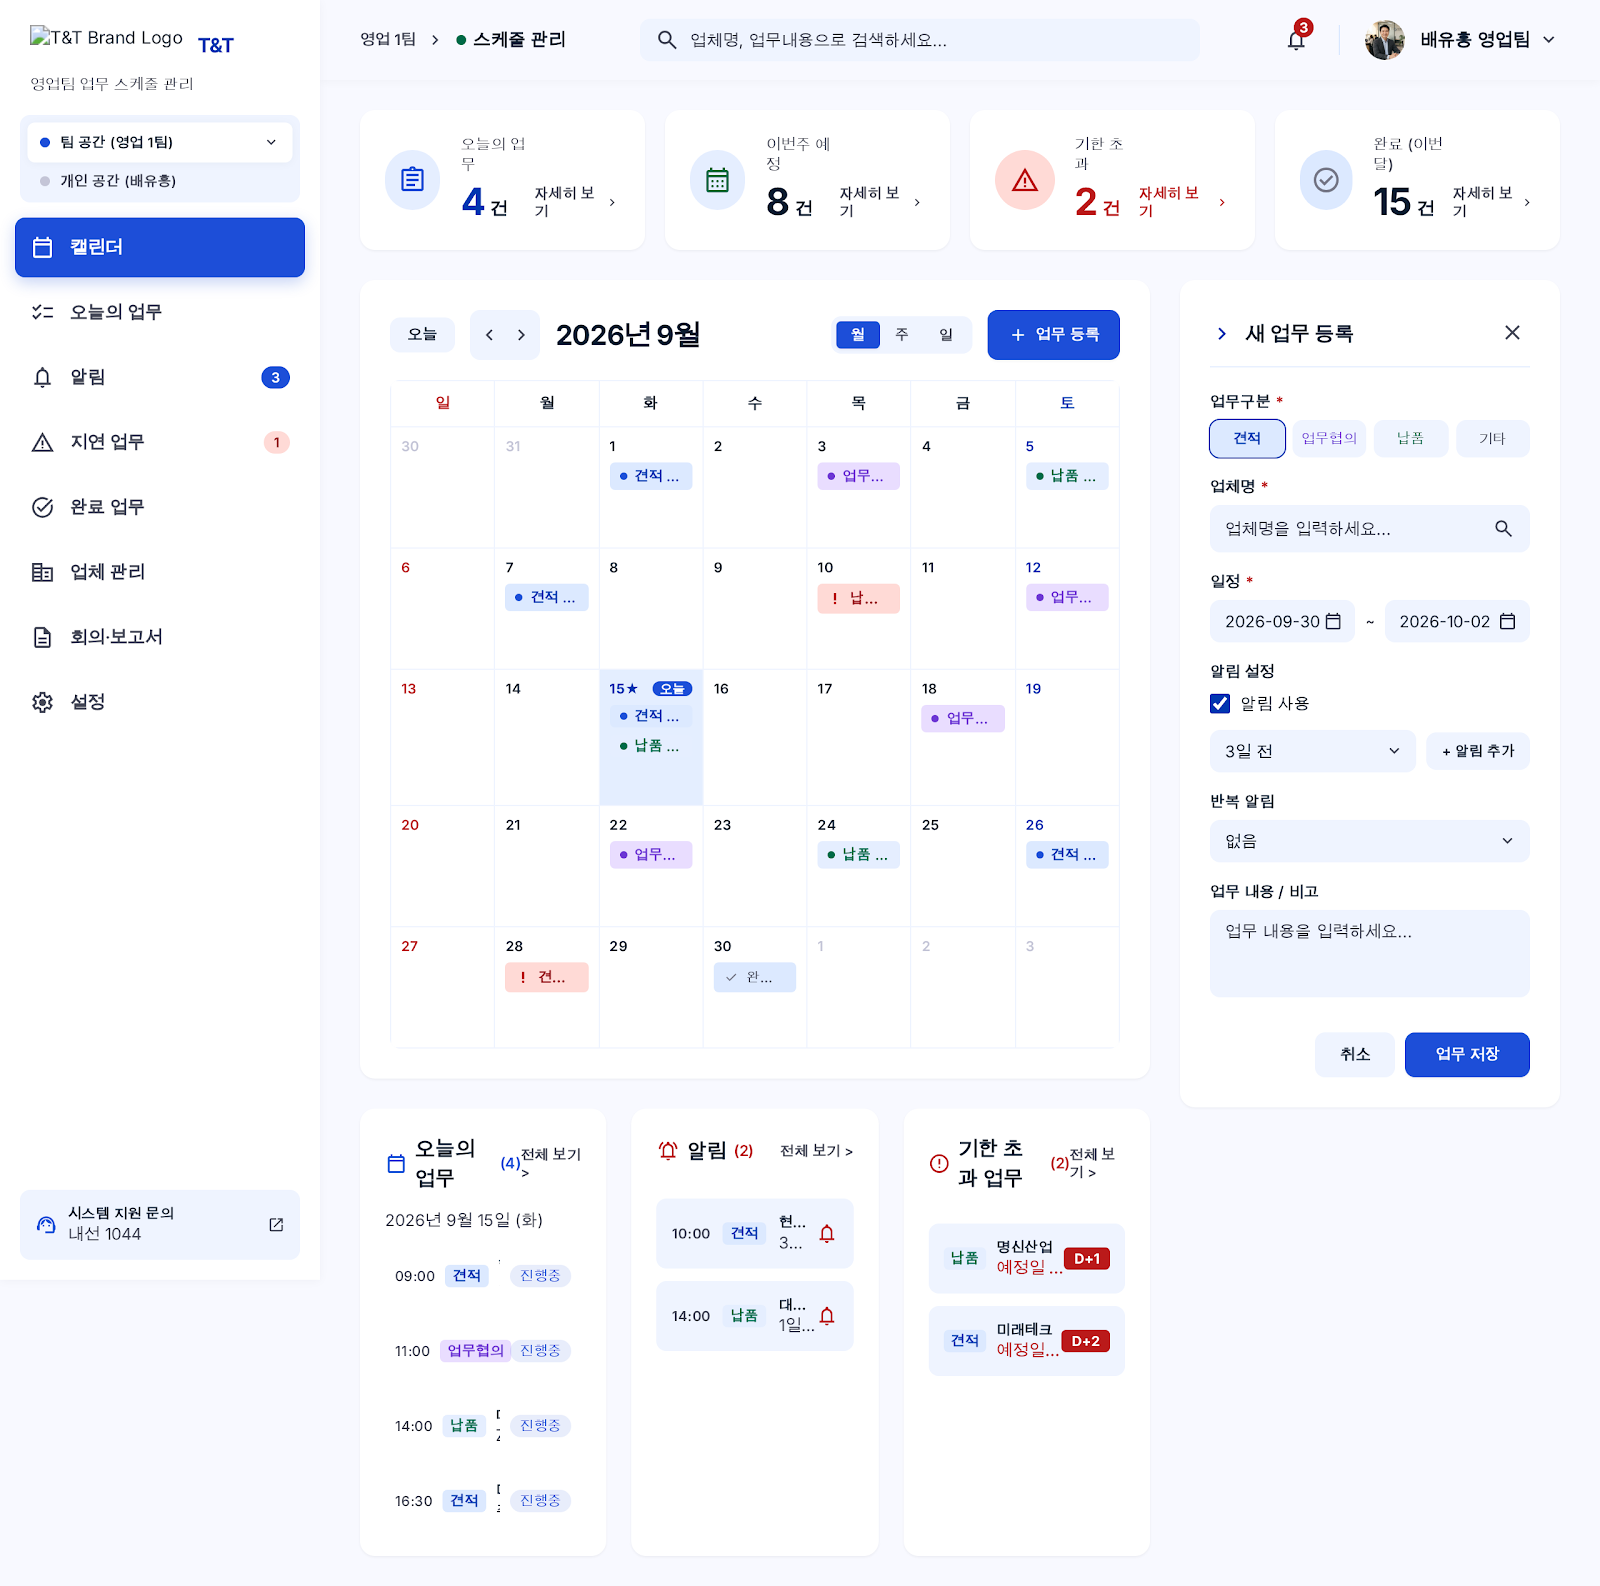 T&T Brand Logo
T&T
영업팀 업무 스케줄 관리
팀 공간 (영업 1팀)
개인 공간 (배유흥)
캘린더
오늘의 업무
알림
3
지연 업무
1
완료 업무
업체 관리
회의·보고서
설정
시스템 지원 문의
내선 1044
영업 1팀
스케줄 관리
업체명, 업무내용으로 검색하세요...
3
배유흥 영업팀
오늘의 업
무
4 건
자세히 보
기
이번주 예
정
8 건
자세히 보
기
기한 초
과
2 건
자세히 보
기
완료 (이번
달)
15 건
자세히 보
기
오늘
2026년 9월
월
주
일
+ 업무 등록
일 월 화 수 목 금 토
30 31 1 2 3 4 5
견적 ...
업무...
납품 ...
6 7 8 9 10 11 12
견적 ...
! 납...
업무...
13 14 15★ 오늘 16 17 18 19
견적 ...
업무...
납품 ...
20 21 22 23 24 25 26
업무...
납품 ...
견적 ...
27 28 29 30 1 2 3
! 견...
완...
새 업무 등록
업무구분 *
견적
업무협의
납품
기타
업체명 *
업체명을 입력하세요...
일정 *
2026-09-30 ~ 2026-10-02
알림 설정
알림 사용
3일 전
+ 알림 추가
반복 알림
없음
업무 내용 / 비고
업무 내용을 입력하세요...
취소
업무 저장
오늘의
업무
(4)
전체 보기
>
2026년 9월 15일 (화)
09:00 견적 진행중
11:00 업무협의 진행중
14:00 납품 진행중
16:30 견적 진행중
알림 (2)
전체 보기 >
10:00 견적
현...
3...
14:00 납품
대...
1일...
기한 초
과 업무
(2)
전체 보
기 >
납품
명신산업
예정일 ...
D+1
견적
미래테크
예정일...
D+2